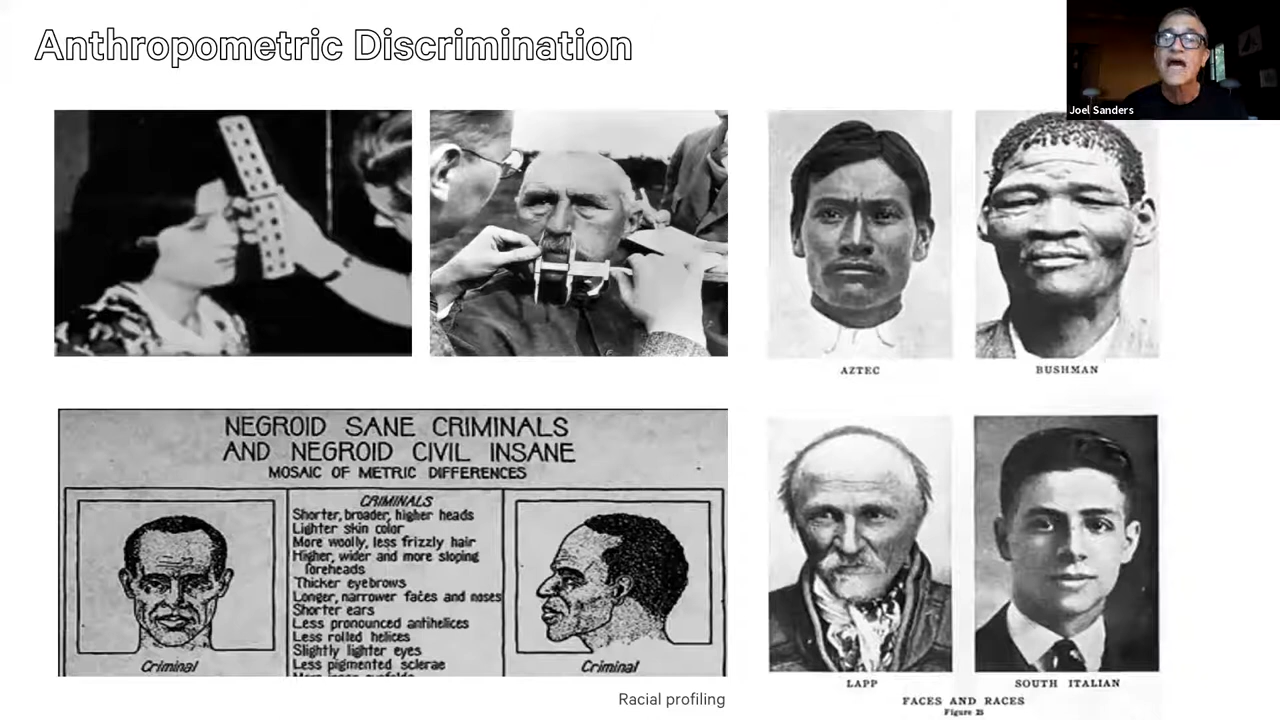 Anthropometric Discrimination
Joel Sanders
AZTEC
BUSHMAN
NEGROID SANE CRIMINALS
AND NEGROID CIVIL INSANE
MOSAIC OF METRIC DIFFERENCES
CRIMINALS
Shorter, broader, higher heads
Lighter skin color
More woolly, less frizzly hair
Higher, wider and more sloping
foreheads
Thicker eyebrows
Longer, narrower faces and noses
Shorter ears
Less pronounced antihelices
Less rolled helices
Slightly lighter eyes
Less pigmented sclerae
Criminal
Criminal
LAPP
SOUTH ITALIAN
FACES AND RACES
Figure 25
Racial profiling